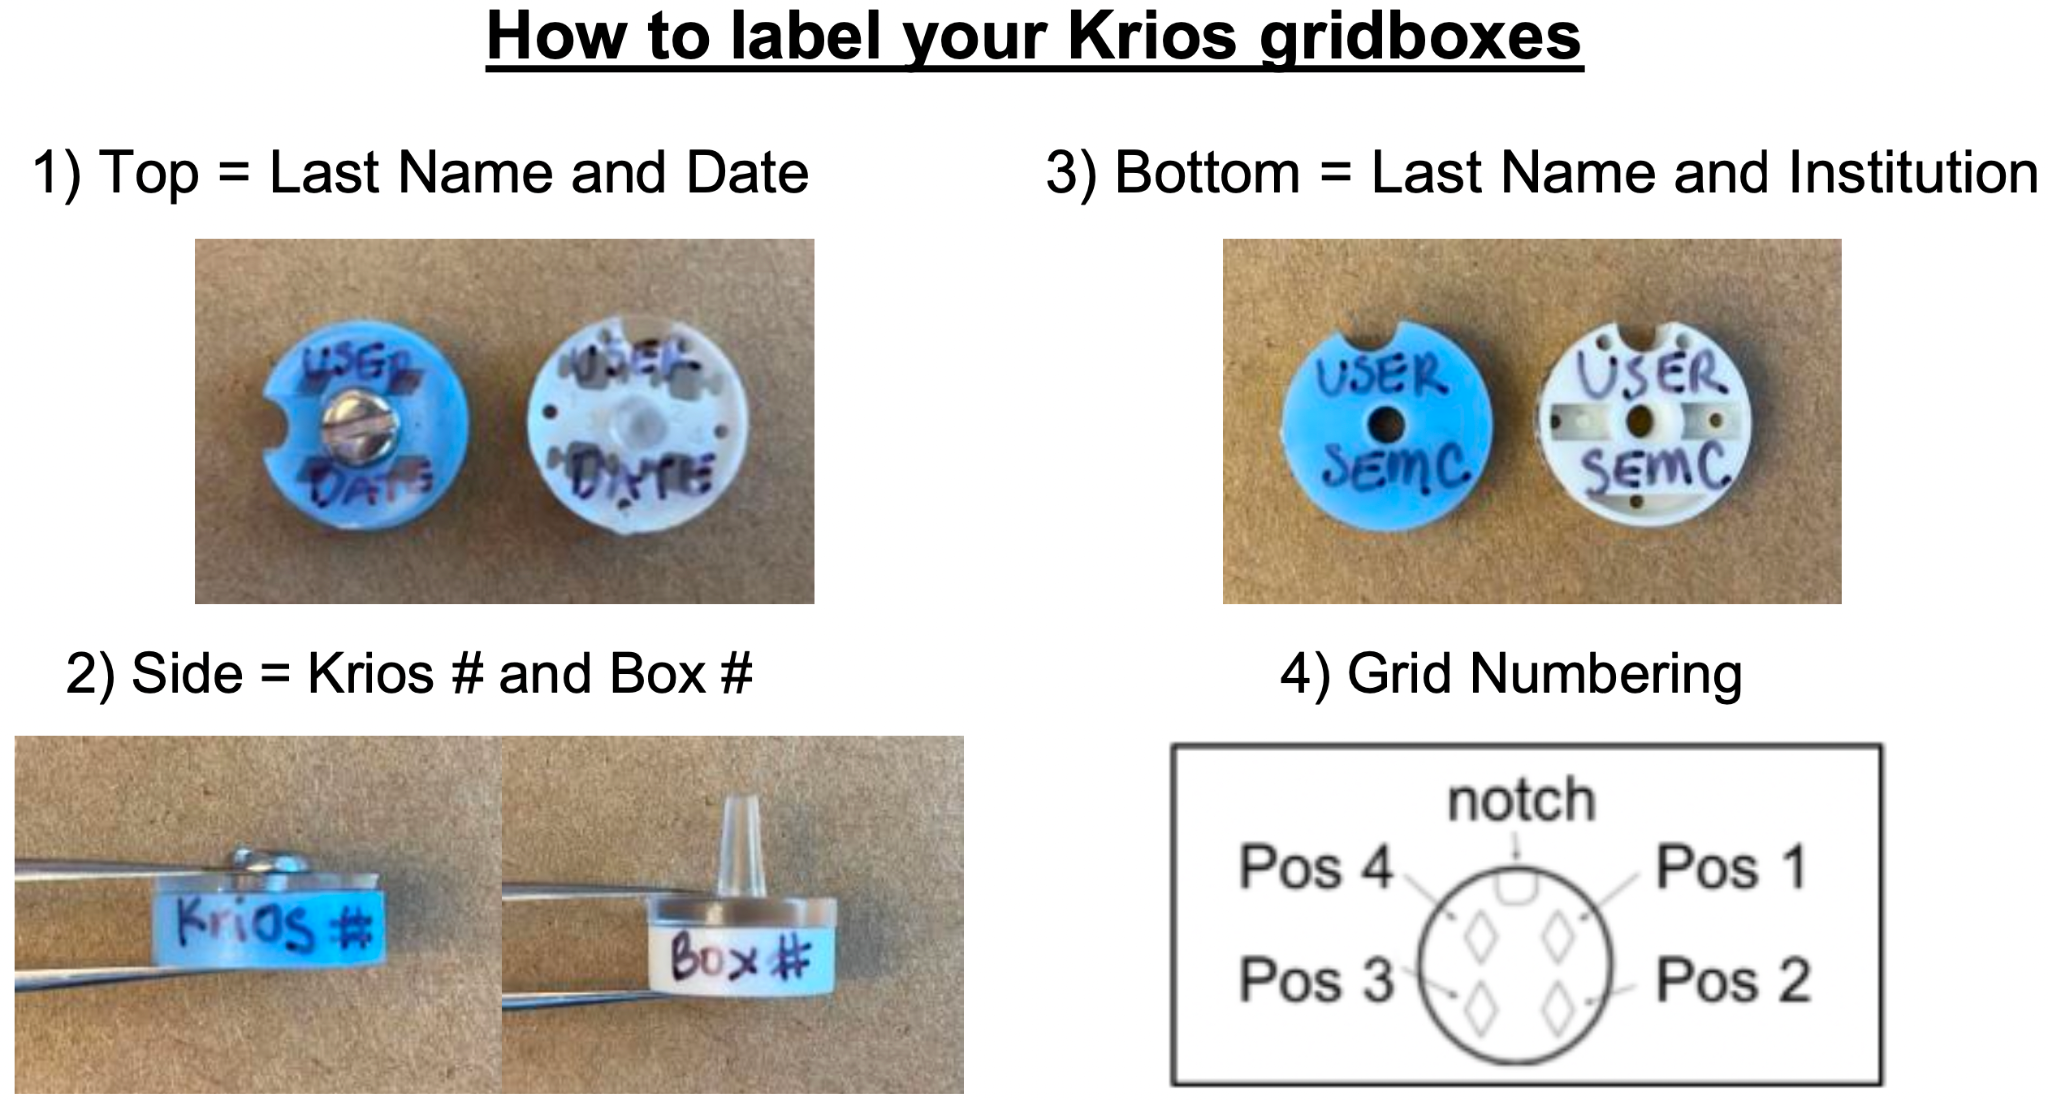 How to label your Krios gridboxes
1) Top = Last Name and Date
USER
DATE
USER
DATE
2) Side = Krios # and Box #
Krios #
Box #
3) Bottom = Last Name and Institution
USER
SEMC
USER
SEMC
4) Grid Numbering
notch
Pos 4
Pos 1
Pos 3
Pos 2